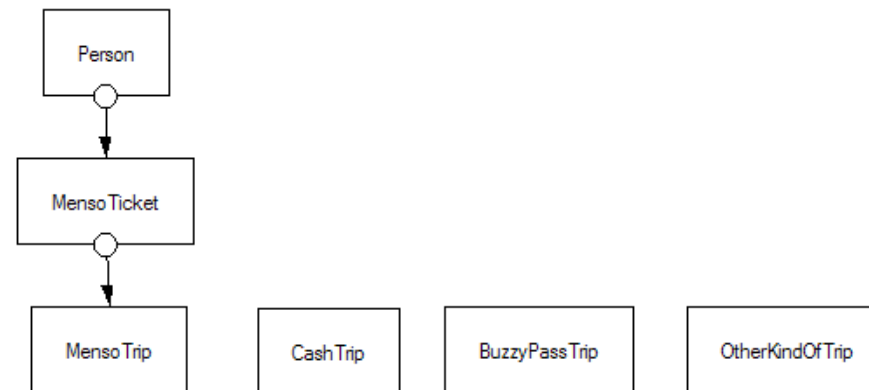 Person
MensoTicket
MensoTrip
CashTrip
BuzzyPassTrip
OtherKindOfTrip